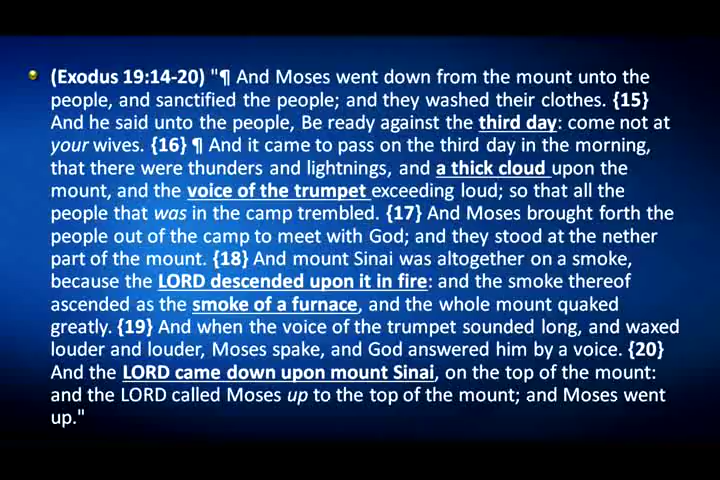 (Exodus 19:14-20) "¶ And Moses went down from the mount unto the
people, and sanctified the people; and they washed their clothes. {15}
And he said unto the people, Be ready against the third day: come not at
your wives. {16} ¶ And it came to pass on the third day in the morning,
that there were thunders and lightnings, and a thick cloud upon the
mount, and the voice of the trumpet exceeding loud; so that all the
people that was in the camp trembled. {17} And Moses brought forth the
people out of the camp to meet with God; and they stood at the nether
part of the mount. {18} And mount Sinai was altogether on a smoke,
because the LORD descended upon it in fire: and the smoke thereof
ascended as the smoke of a furnace, and the whole mount quaked
greatly. {19} And when the voice of the trumpet sounded long, and waxed
louder and louder, Moses spake, and God answered him by a voice. {20}
And the LORD came down upon mount Sinai, on the top of the mount:
and the LORD called Moses up to the top of the mount; and Moses went
up."